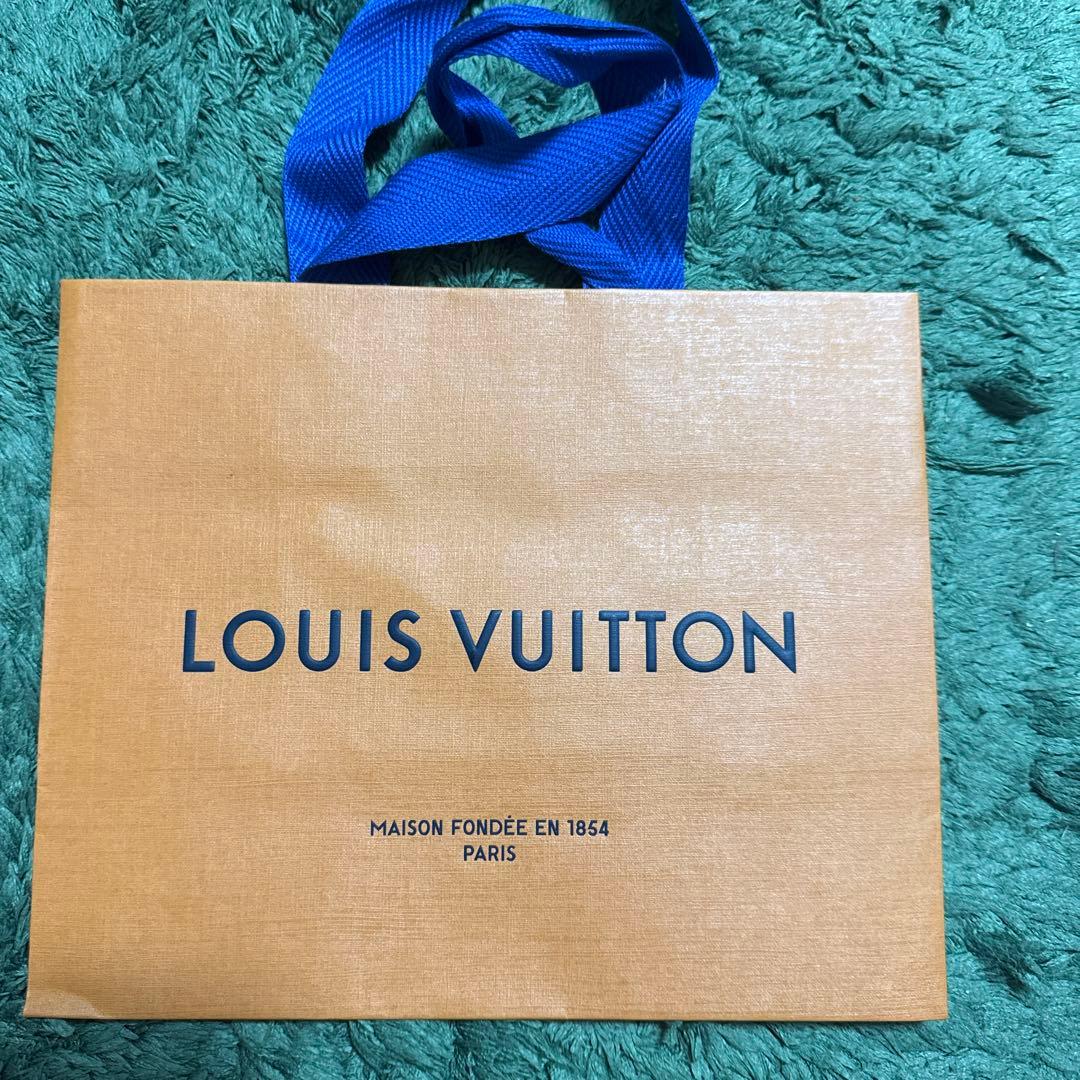 LOUIS VUITTON
MAISON FONDÉE EN 1854
PARIS